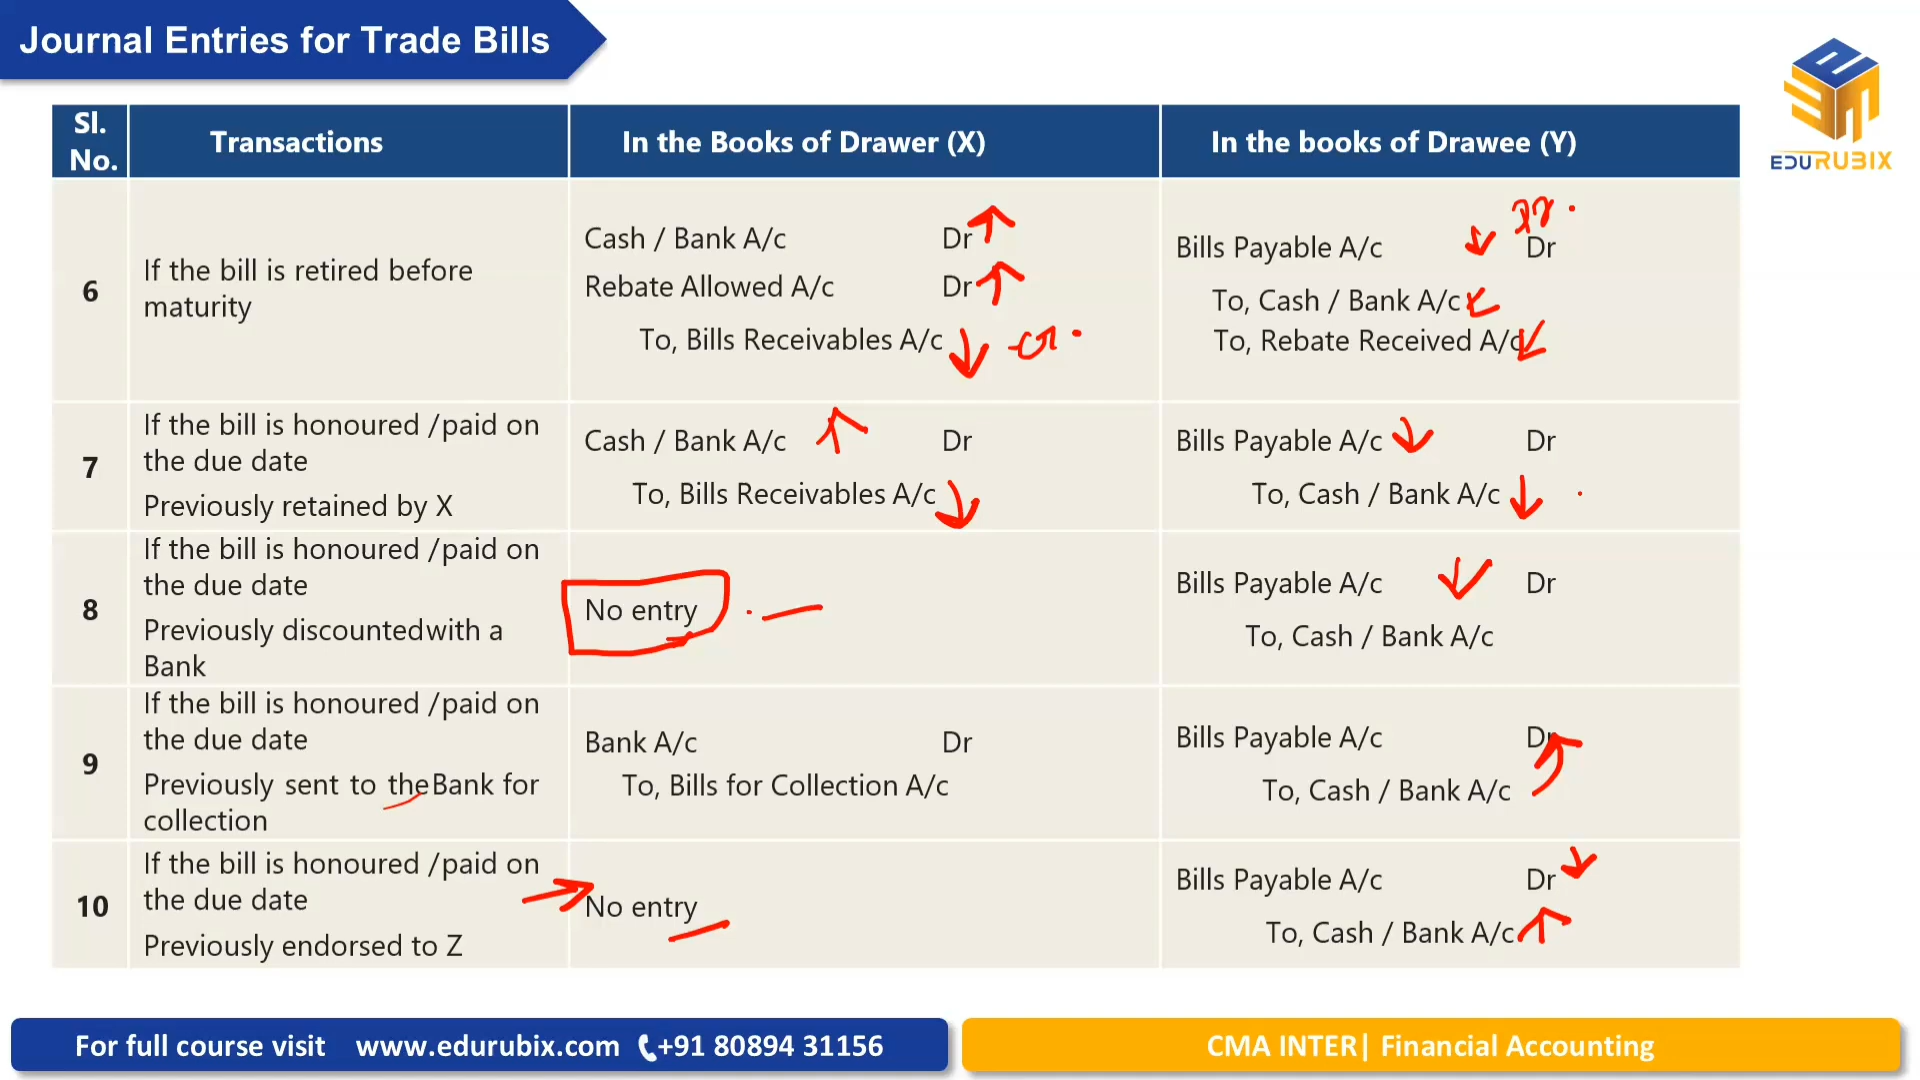 Journal Entries for Trade Bills
EDURUBIX
Sl. No.
Transactions
In the Books of Drawer (X)
In the books of Drawee (Y)
6
If the bill is retired before
maturity
Cash / Bank A/c Dr
Rebate Allowed A/c Dr
To, Bills Receivables A/c
Bills Payable A/c Dr
To, Cash / Bank A/c
To, Rebate Received A/c
7
If the bill is honoured /paid on
the due date
Previously retained by X
Cash / Bank A/c Dr
To, Bills Receivables A/c
Bills Payable A/c Dr
To, Cash / Bank A/c
8
If the bill is honoured /paid on
the due date
Previously discounted with a
Bank
No entry
Bills Payable A/c Dr
To, Cash / Bank A/c
9
If the bill is honoured /paid on
the due date
Previously sent to the Bank for
collection
Bank A/c Dr
To, Bills for Collection A/c
Bills Payable A/c Dr
To, Cash / Bank A/c
10
If the bill is honoured /paid on
the due date
Previously endorsed to Z
No entry
Bills Payable A/c Dr
To, Cash / Bank A/c
For full course visit www.edurubix.com +91 80894 31156
CMA INTER| Financial Accounting